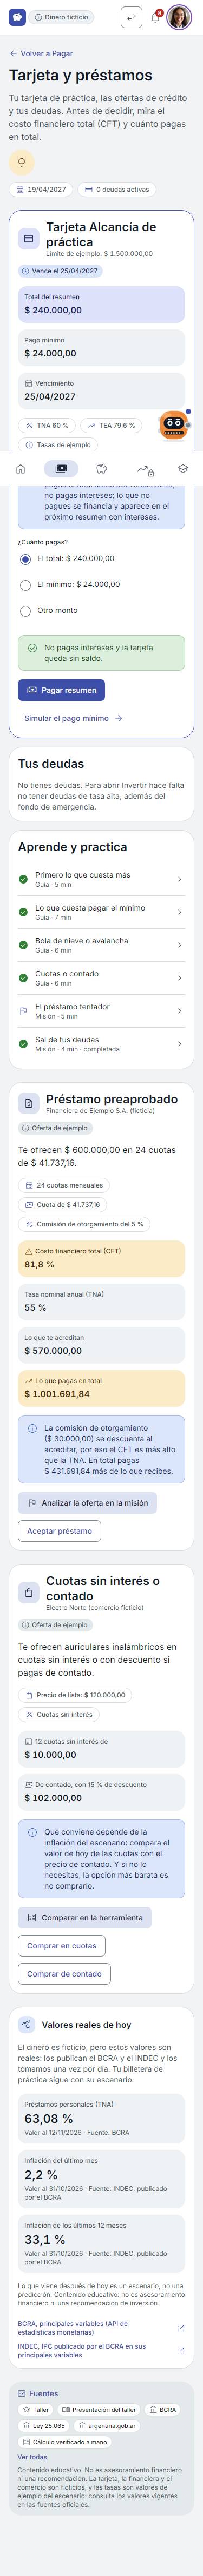 Dinero ficticio
8
Volver a Pagar
Tarjeta y préstamos
Tu tarjeta de práctica, las ofertas de crédito
y tus deudas. Antes de decidir, mira el
costo financiero total (CFT) y cuánto pagas
en total.
19/04/2027
0 deudas activas
Tarjeta Alcancía de
práctica
Límite de ejemplo: $ 1.500.000,00
Vence el 25/04/2027
Total del resumen
$ 240.000,00
Pago mínimo
$ 24.000,00
Vencimiento
25/04/2027
TNA 60 %
TEA 79,6 %
Tasas de ejemplo
no pagas intereses; lo que no
pagues se financia y aparece en el
próximo resumen con intereses.
¿Cuánto pagas?
El total: $ 240.000,00
El mínimo: $ 24.000,00
Otro monto
No pagas intereses y la tarjeta
queda sin saldo.
Pagar resumen
Simular el pago mínimo
Tus deudas
No tienes deudas. Para abrir Invertir hace falta
no tener deudas de tasa alta, además del
fondo de emergencia.
Aprende y practica
Primero lo que cuesta más
Guía · 5 min
Lo que cuesta pagar el mínimo
Guía · 7 min
Bola de nieve o avalancha
Guía · 6 min
Cuotas o contado
Guía · 6 min
El préstamo tentador
Misión · 5 min
Sal de tus deudas
Misión · 4 min · completada
Préstamo preaprobado
Financiera de Ejemplo S.A. (ficticia)
Oferta de ejemplo
Te ofrecen $ 600.000,00 en 24 cuotas
de $ 41.737,16.
24 cuotas mensuales
Cuota de $ 41.737,16
Comisión de otorgamiento del 5 %
Costo financiero total (CFT)
81,8 %
Tasa nominal anual (TNA)
55 %
Lo que te acreditan
$ 570.000,00
Lo que pagas en total
$ 1.001.691,84
La comisión de otorgamiento
($ 30.000,00) se descuenta al
acreditar, por eso el CFT es más alto
que la TNA. En total pagas
$ 431.691,84 más de lo que recibes.
Analizar la oferta en la misión
Aceptar préstamo
Cuotas sin interés o
contado
Electro Norte (comercio ficticio)
Oferta de ejemplo
Te ofrecen auriculares inalámbricos en
cuotas sin interés o con descuento si
pagas de contado.
Precio de lista: $ 120.000,00
Cuotas sin interés
12 cuotas sin interés de
$ 10.000,00
De contado, con 15 % de descuento
$ 102.000,00
Qué conviene depende de la
inflación del escenario: compara el
valor de hoy de las cuotas con el
precio de contado. Y si no lo
necesitas, la opción más barata es
no comprarlo.
Comparar en la herramienta
Comprar en cuotas
Comprar de contado
Valores reales de hoy
El dinero es ficticio, pero estos valores son
reales: los publican el BCRA y el INDEC y los
tomamos una vez por día. Tu billetera de
práctica sigue con su escenario.
Préstamos personales (TNA)
63,08 %
Valor al 12/11/2026 · Fuente: BCRA
Inflación del último mes
2,2 %
Valor al 31/10/2026 · Fuente: INDEC, publicado
por el BCRA
Inflación de los últimos 12 meses
33,1 %
Valor al 31/10/2026 · Fuente: INDEC, publicado
por el BCRA
Lo que viene después de hoy es un escenario, no una
predicción. Contenido educativo: no es asesoramiento
financiero ni una recomendación de inversión.
BCRA, principales variables (API de
estadísticas monetarias)
INDEC, IPC publicado por el BCRA en sus
principales variables
Fuentes
Taller
Presentación del taller
BCRA
Ley 25.065
argentina.gob.ar
Cálculo verificado a mano
Ver todas
Contenido educativo. No es asesoramiento financiero
ni una recomendación. La tarjeta, la financiera y el
comercio son ficticios, y las tasas son valores de
ejemplo del escenario: consulta los valores vigentes
en las fuentes oficiales.